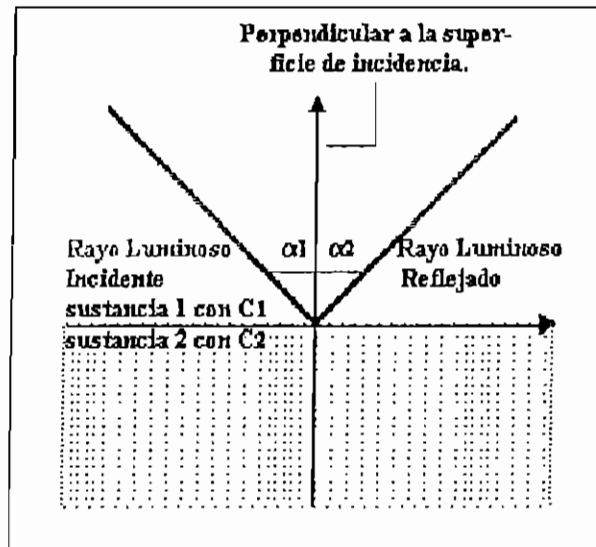 Perpendicular a la super-
ficie de incidencia.
Rayo Luminoso
Incidente
α1
α2
Rayo Luminoso
Reflejado
sustancia 1 con C1
sustancia 2 con C2